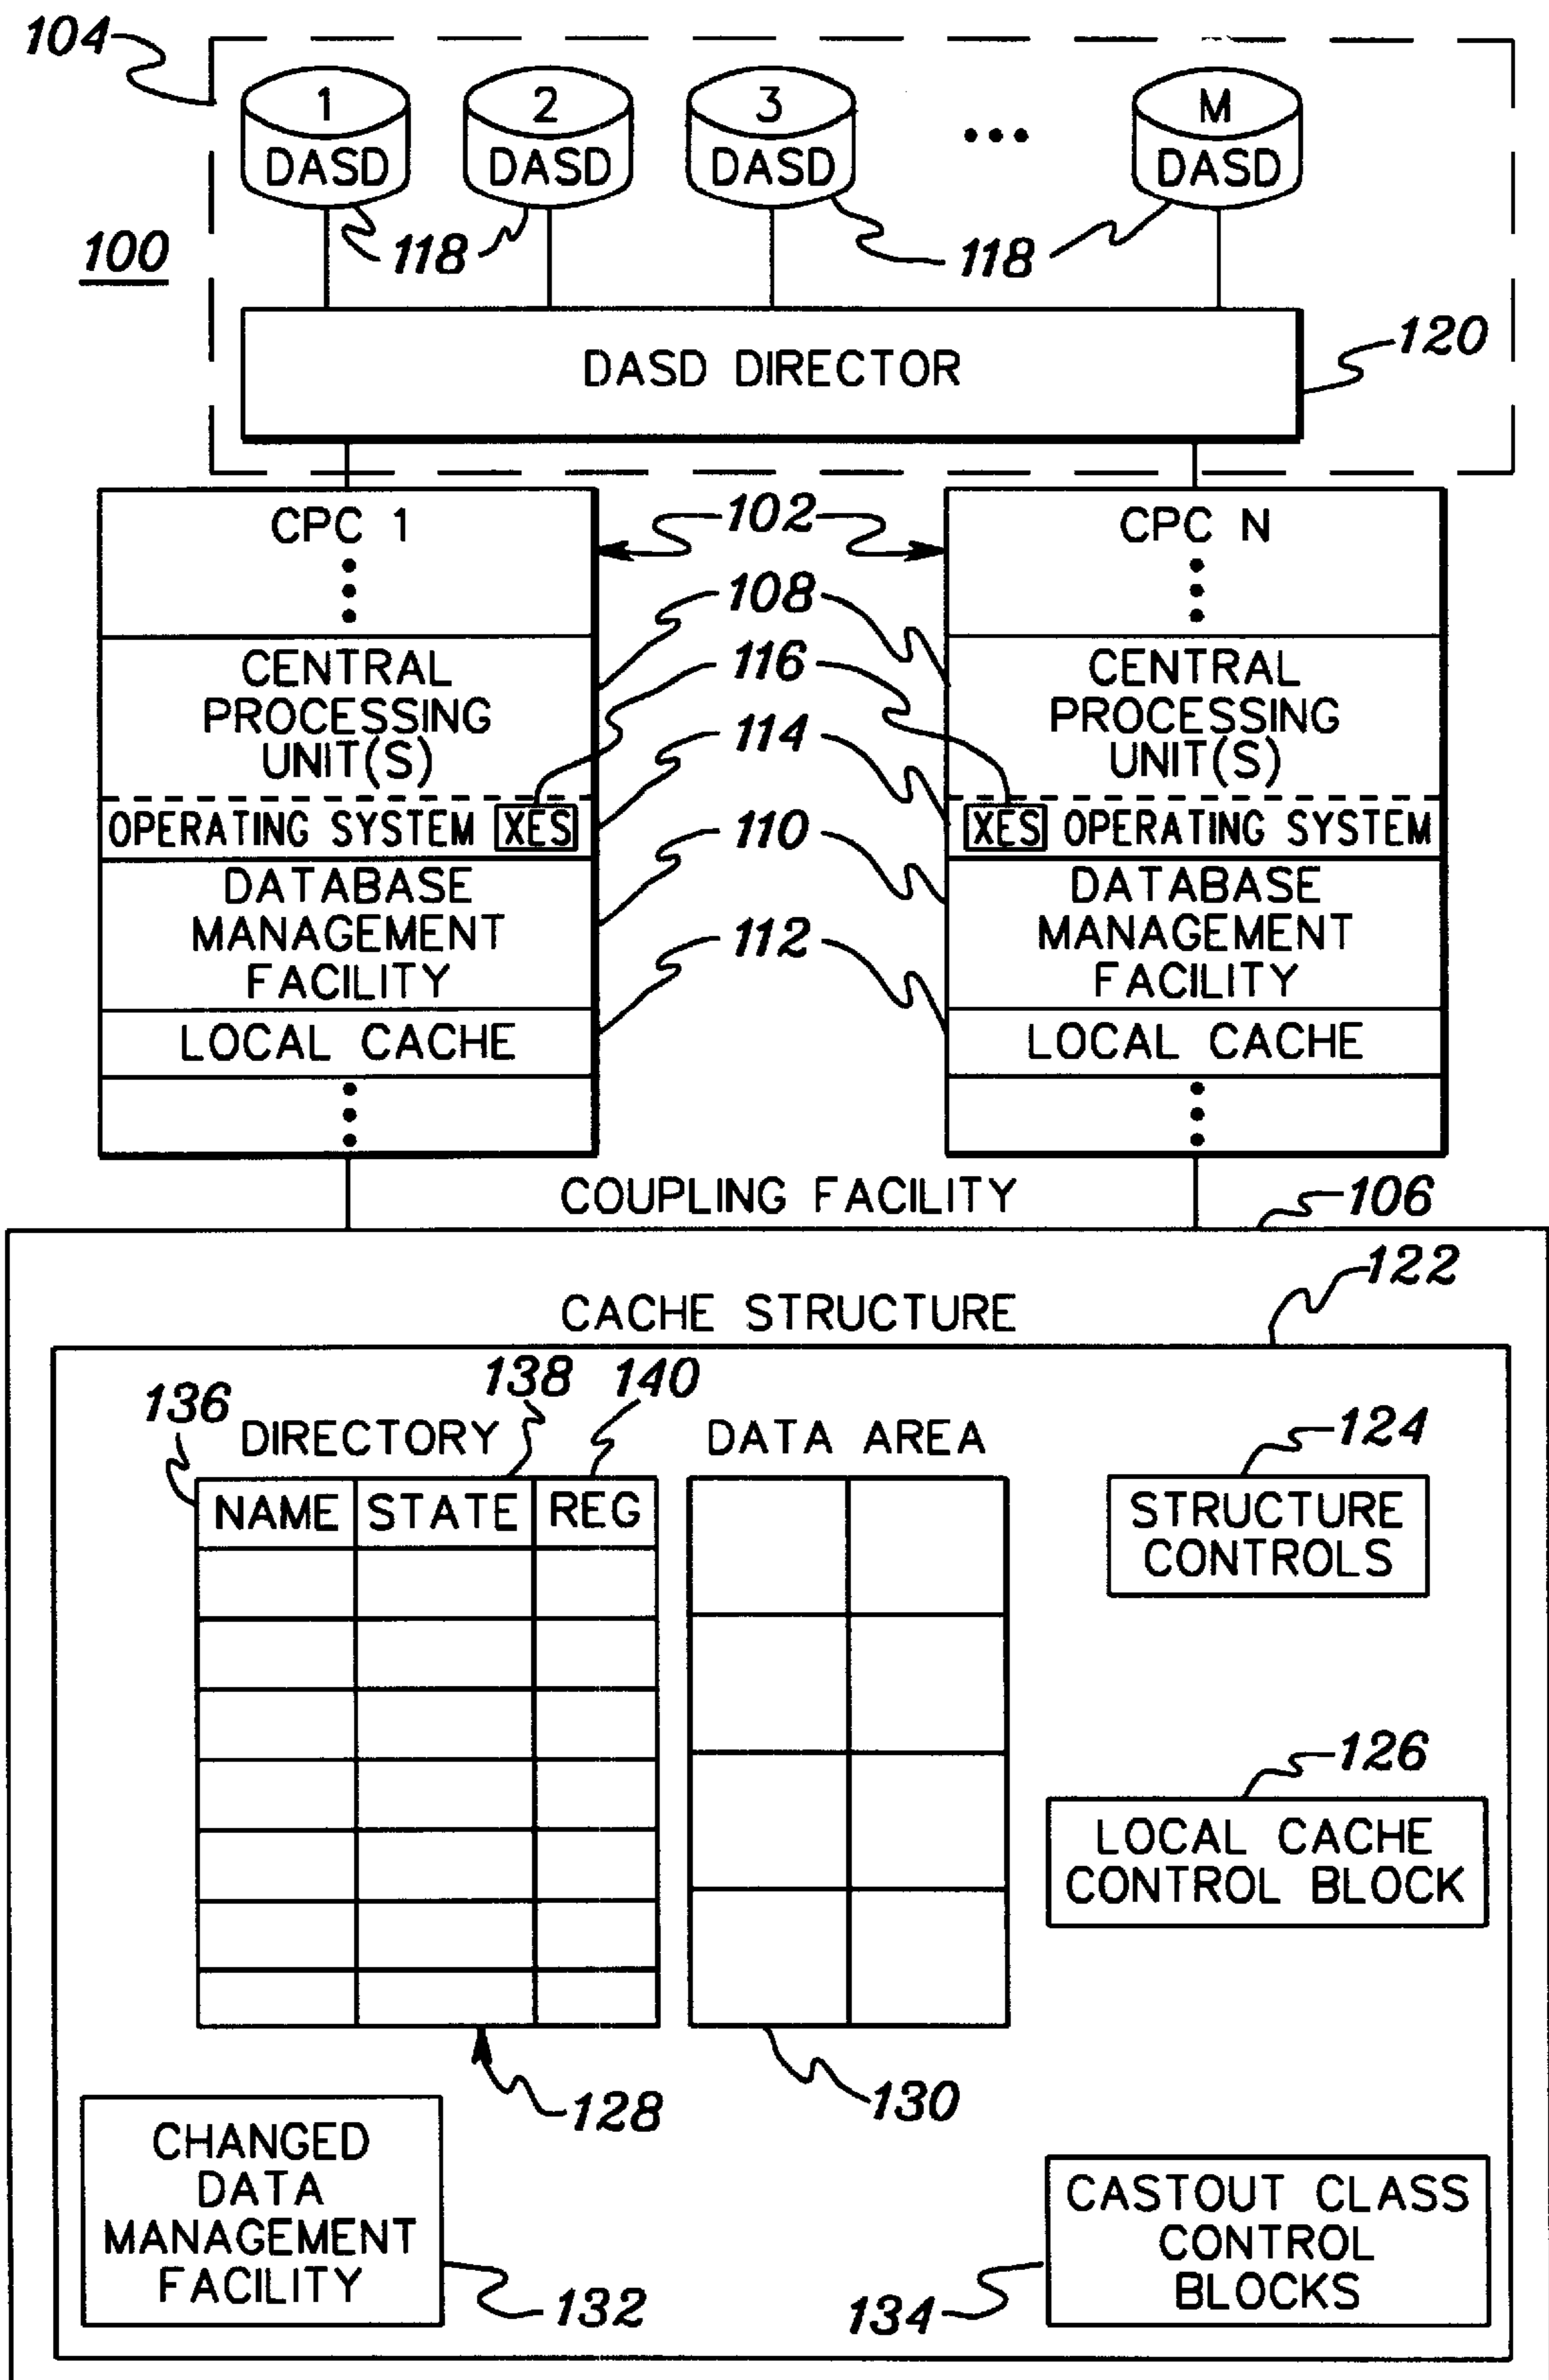 104
1 2 3 M
DASD DASD DASD ••• DASD
100
118 118
DASD DIRECTOR
120
CPC 1
102
CPC N
108
CENTRAL
PROCESSING
UNIT(S)
116
CENTRAL
PROCESSING
UNIT(S)
114
OPERATING SYSTEM XES
110
XES OPERATING SYSTEM
DATABASE
MANAGEMENT
FACILITY
112
DATABASE
MANAGEMENT
FACILITY
LOCAL CACHE
LOCAL CACHE
COUPLING FACILITY
106
122
CACHE STRUCTURE
136
138
140
DIRECTORY
DATA AREA
124
NAME STATE REG
STRUCTURE
CONTROLS
126
LOCAL CACHE
CONTROL BLOCK
128
130
CHANGED
DATA
MANAGEMENT
FACILITY
132
134
CASTOUT CLASS
CONTROL
BLOCKS